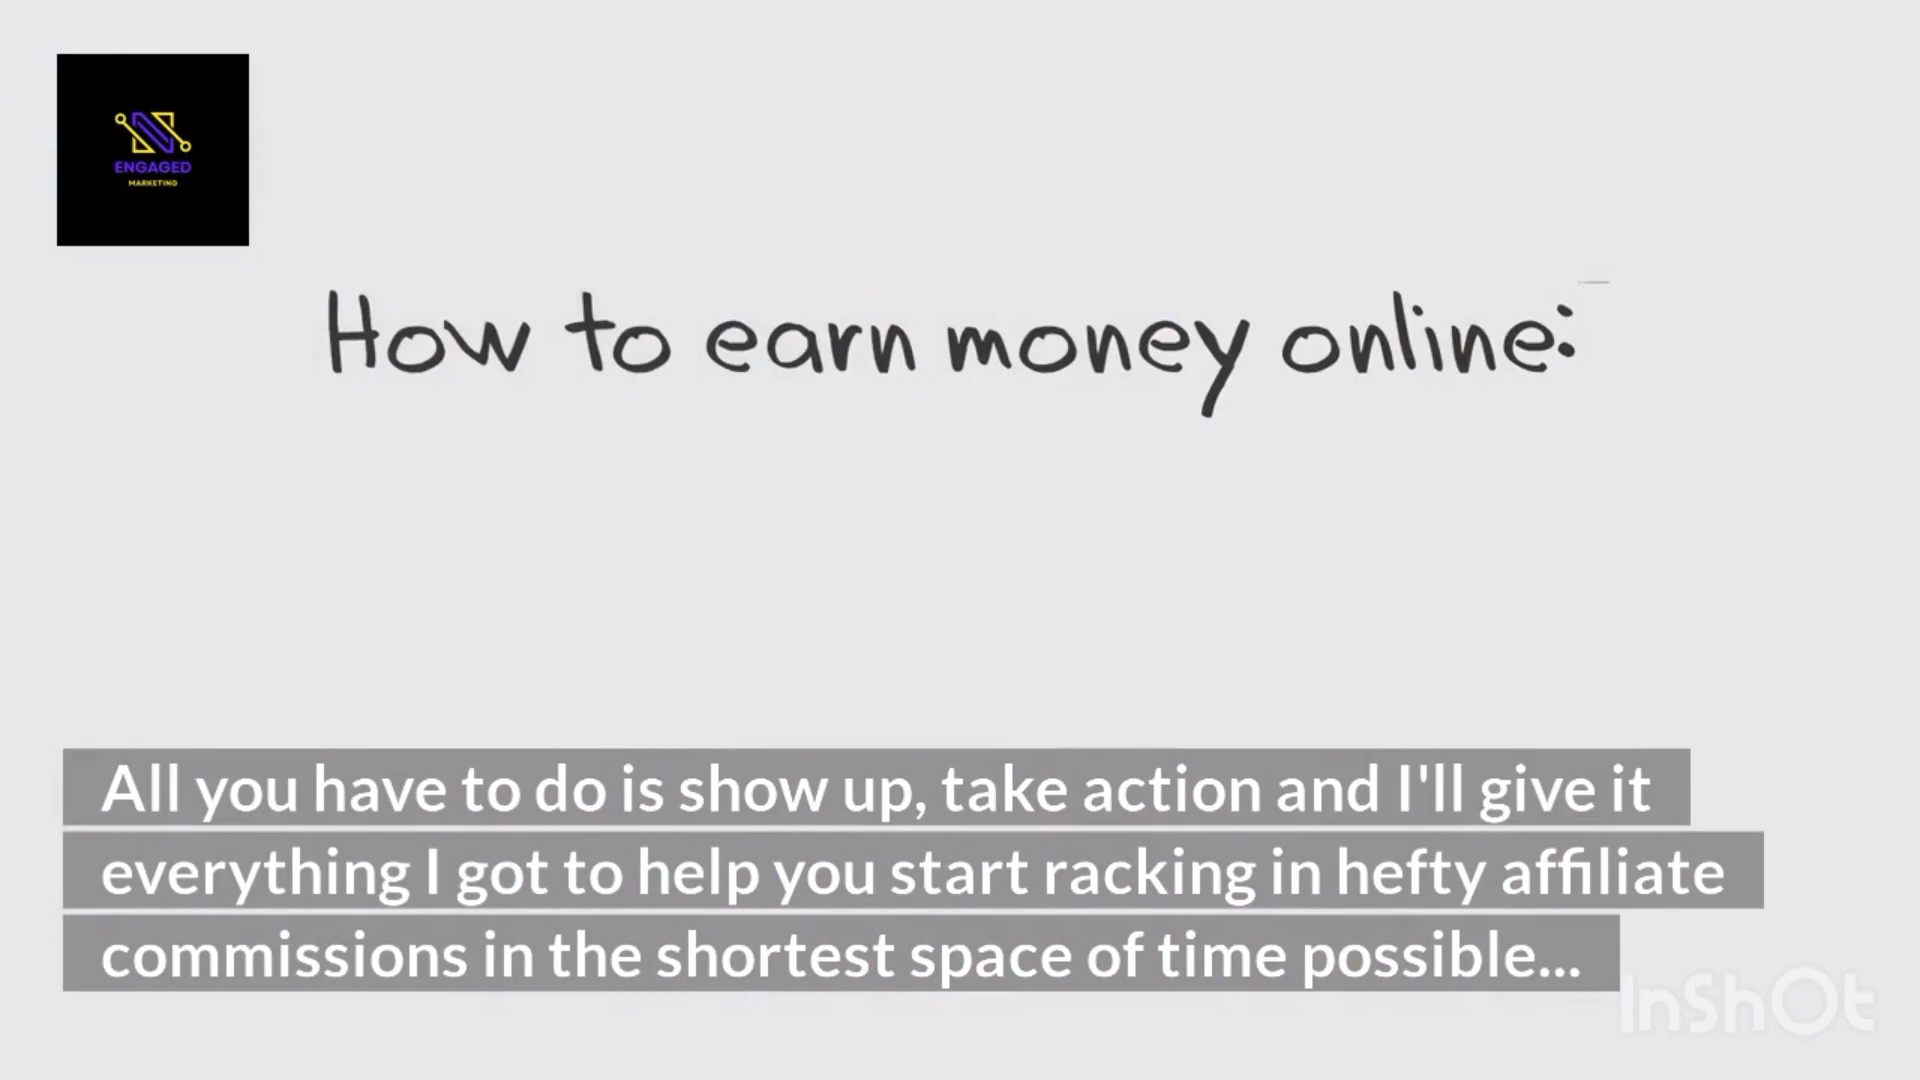 ENGAGED
MARKETING
How to earn money online:
All you have to do is show up, take action and I'll give it
everything I got to help you start racking in hefty affiliate
commissions in the shortest space of time possible...
InShOt